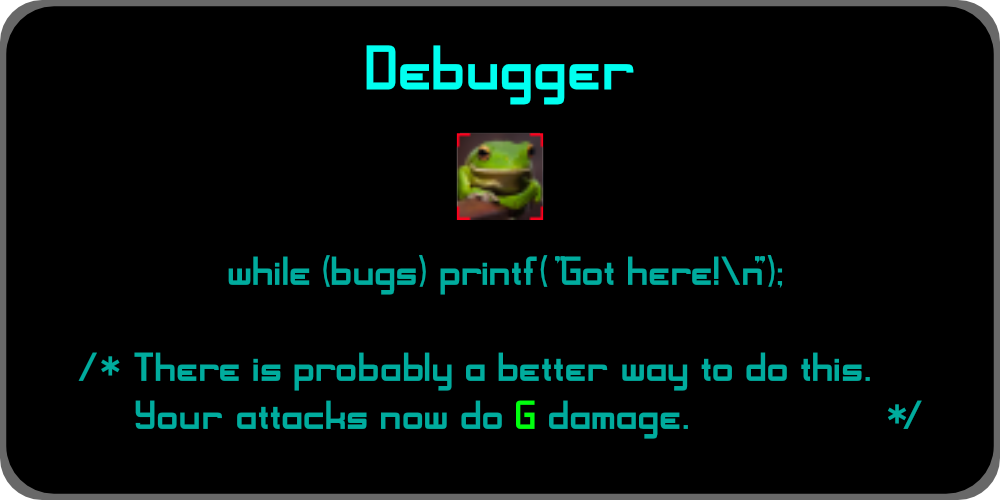 Debugger
while (bugs) printf("Got here!\n");
/* There is probably a better way to do this.
Your attacks now do G damage. */